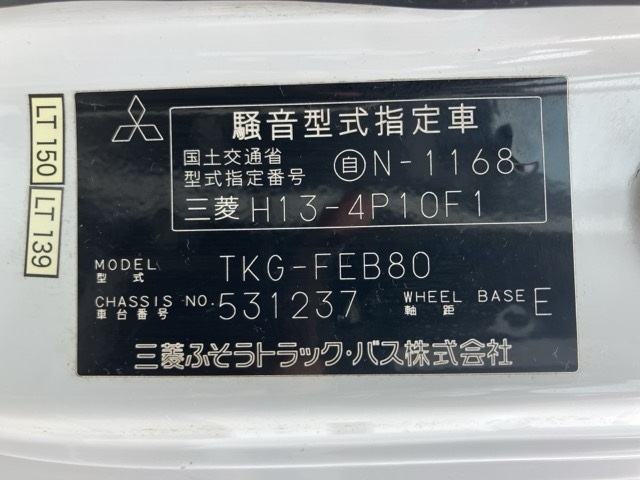 騒音型式指定車
国土交通省
型式指定番号
自N-1168
三菱 H13-4P10F1
MODEL
型式
TKG-FEB80
CHASSIS NO.
車台番号
531237
WHEEL BASE
軸距
E
三菱ふそうトラック・バス株式会社
LT 150
LT 139